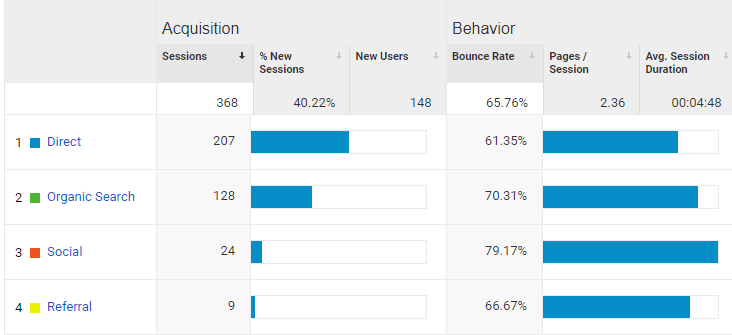 Acquisition Behavior
Sessions % New Sessions New Users Bounce Rate Pages / Session Avg. Session Duration
368 40.22% 148 65.76% 2.36 00:04:48
1 Direct 207 61.35%
2 Organic Search 128 70.31%
3 Social 24 79.17%
4 Referral 9 66.67%